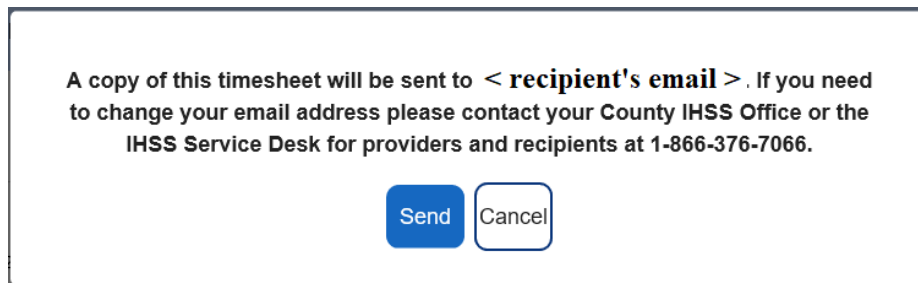 A copy of this timesheet will be sent to < recipient's email >. If you need
to change your email address please contact your County IHSS Office or the
IHSS Service Desk for providers and recipients at 1-866-376-7066.
Send Cancel